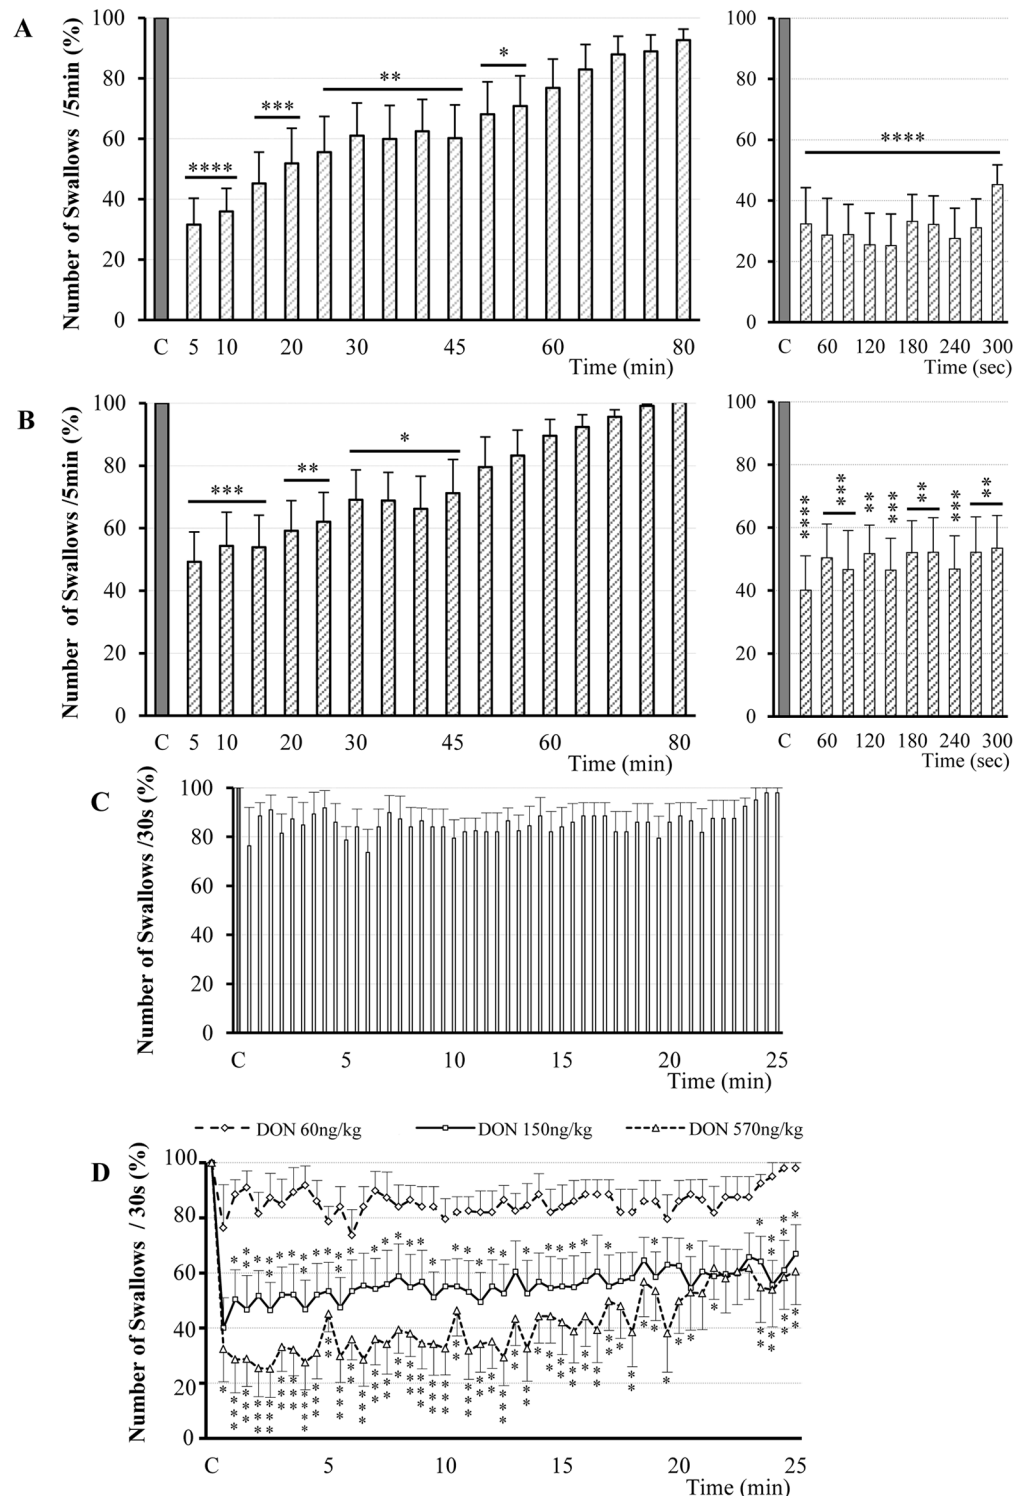 A
Number of Swallows /5min (%)
100
80
60
40
20
0
****
***
**
*
C 5 10 20 30 45 60 80
Time (min)
100
80
60
40
20
0
****
C 60 120 180 240 300
Time (sec)
B
Number of Swallows /5min (%)
100
80
60
40
20
0
***
**
*
C 5 10 20 30 45 60 80
Time (min)
100
80
60
40
20
0
**** *** ** *** ** *** **
C 60 120 180 240 300
Time (sec)
C
Number of Swallows /30s (%)
100
80
60
40
20
0
C 5 10 15 20 25
Time (min)
DON 60ng/kg DON 150ng/kg DON 570ng/kg
D
Number of Swallows / 30s (%)
100
80
60
40
20
0
C 5 10 15 20 25
Time (min)